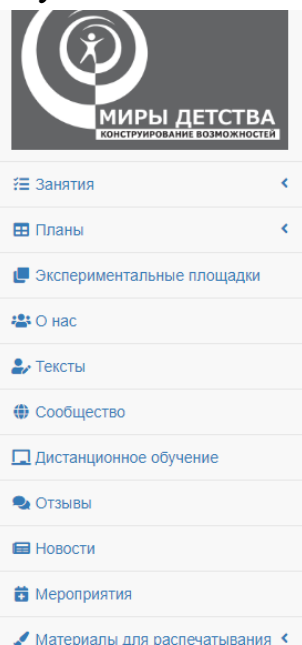 МИРЫ ДЕТСТВА
КОНСТРУИРОВАНИЕ ВОЗМОЖНОСТЕЙ
Занятия
Планы
Экспериментальные площадки
О нас
Тексты
Сообщество
Дистанционное обучение
Отзывы
Новости
Мероприятия
Материалы для распечатывания